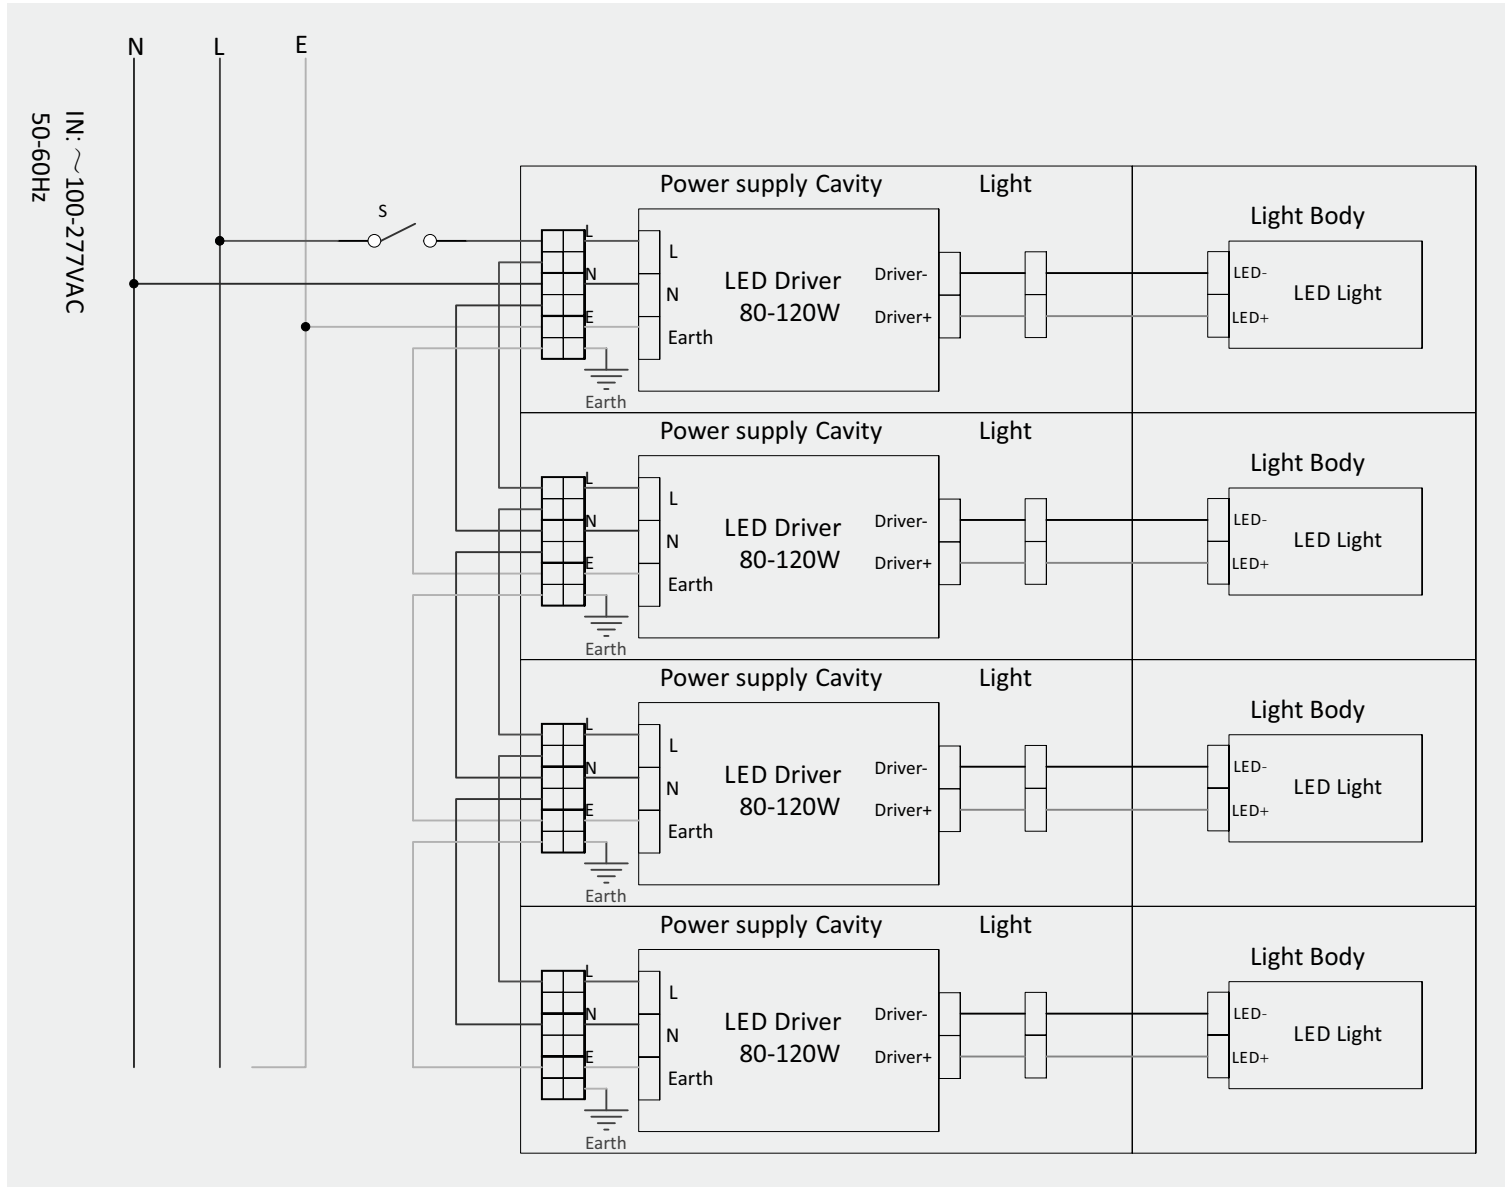 N
L
E
IN: ～100-277VAC
50-60Hz
S
Power supply Cavity
Light
Light Body
L
N
E
L
N
Earth
LED Driver
80-120W
Driver-
Driver+
LED-
LED+
LED Light
Earth
Power supply Cavity
Light
Light Body
L
N
E
L
N
Earth
LED Driver
80-120W
Driver-
Driver+
LED-
LED+
LED Light
Earth
Power supply Cavity
Light
Light Body
L
N
E
L
N
Earth
LED Driver
80-120W
Driver-
Driver+
LED-
LED+
LED Light
Earth
Power supply Cavity
Light
Light Body
L
N
E
L
N
Earth
LED Driver
80-120W
Driver-
Driver+
LED-
LED+
LED Light
Earth